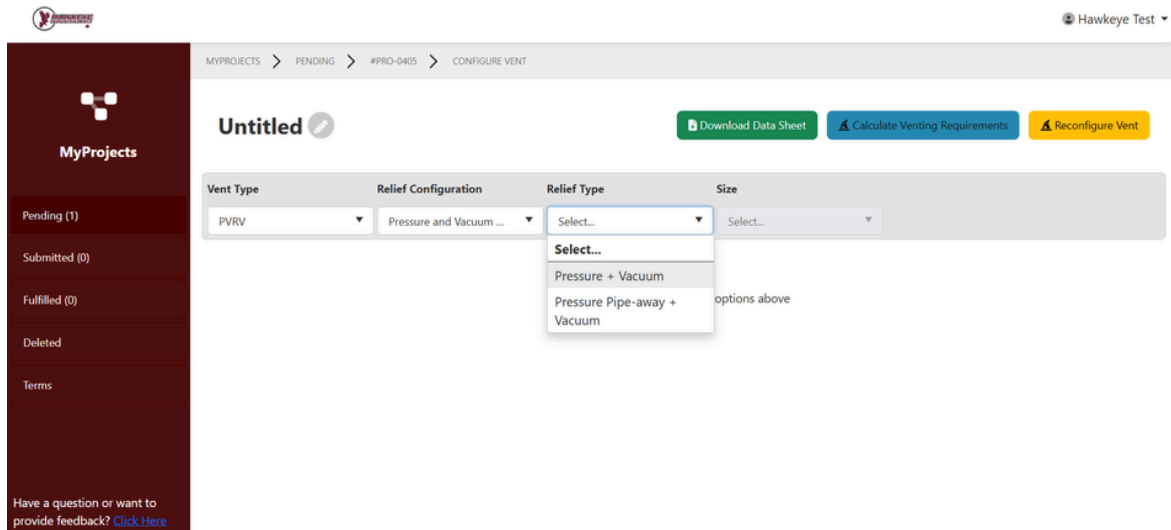 HAWKEYE
Hawkeye Test
MYPROJECTS
PENDING
#PRO-0405
CONFIGURE VENT
MyProjects
Pending (1)
Submitted (0)
Fulfilled (0)
Deleted
Terms
Have a question or want to
provide feedback? Click Here
Untitled
Download Data Sheet
Calculate Venting Requirements
Reconfigure Vent
Vent Type
Relief Configuration
Relief Type
Size
PVRV
Pressure and Vacuum ...
Select...
Select...
Select...
Pressure + Vacuum
Pressure Pipe-away +
Vacuum
options above